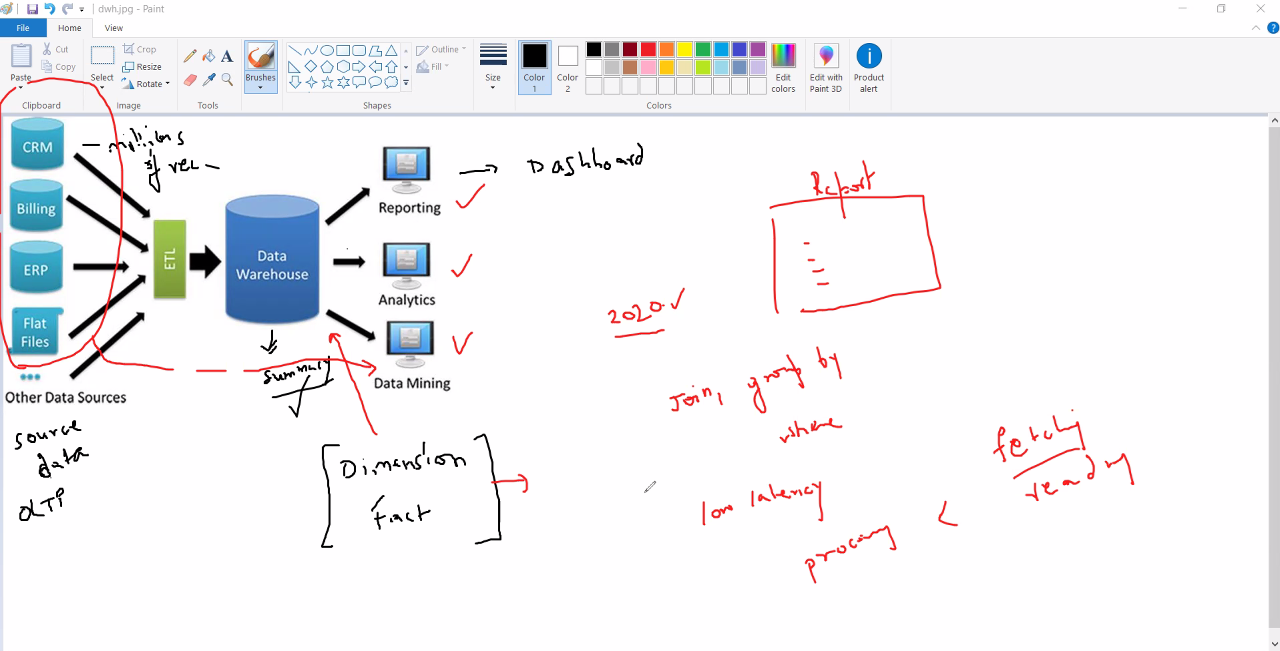 dwh.jpg - Paint
File
Home
View
Paste
Cut
Copy
Clipboard
Select
Crop
Resize
Rotate
Image
Tools
Brushes
Shapes
Outline
Fill
Size
Color 1
Color 2
Colors
Edit colors
Edit with Paint 3D
Product alert
CRM
Billing
ERP
Flat Files
Other Data Sources
ETL
Data Warehouse
Reporting
Analytics
Data Mining
millions
of rec
Dashboard
Report
2020
summary
Join, group by
source
data
OLTP
Dimension
fact
low latency
fetching
ready